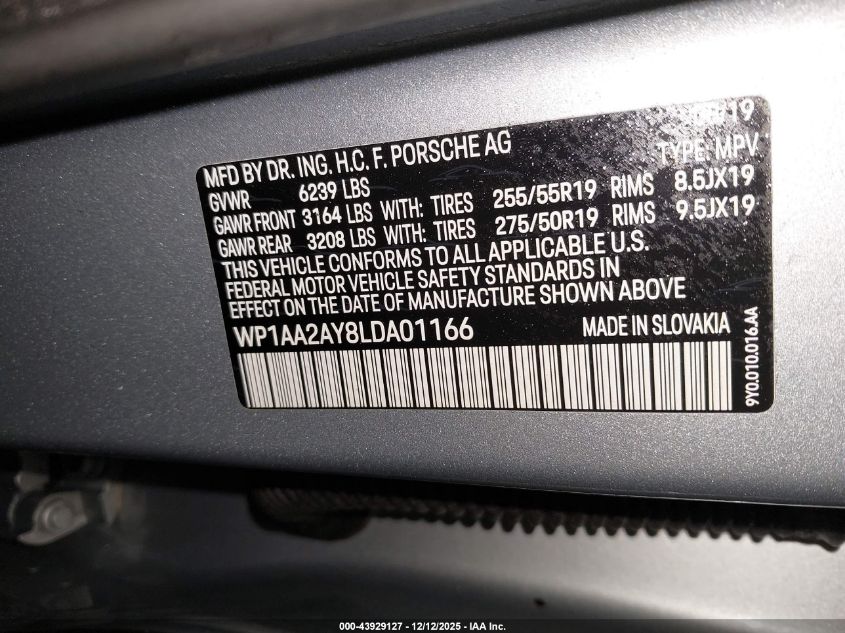 /19
MFD BY DR. ING. H.C. F. PORSCHE AG TYPE MPV
GVWR 6239 LBS
GAWR FRONT 3164 LBS WITH: TIRES 255/55R19 RIMS 8.5JX19
GAWR REAR 3208 LBS WITH: TIRES 275/50R19 RIMS 9.5JX19
THIS VEHICLE CONFORMS TO ALL APPLICABLE U.S.
FEDERAL MOTOR VEHICLE SAFETY STANDARDS IN
EFFECT ON THE DATE OF MANUFACTURE SHOWN ABOVE
WP1AA2AY8LDA01166 MADE IN SLOVAKIA
9Y0.010.016.AA
000-43929127 - 12/12/2025 - IAA Inc.